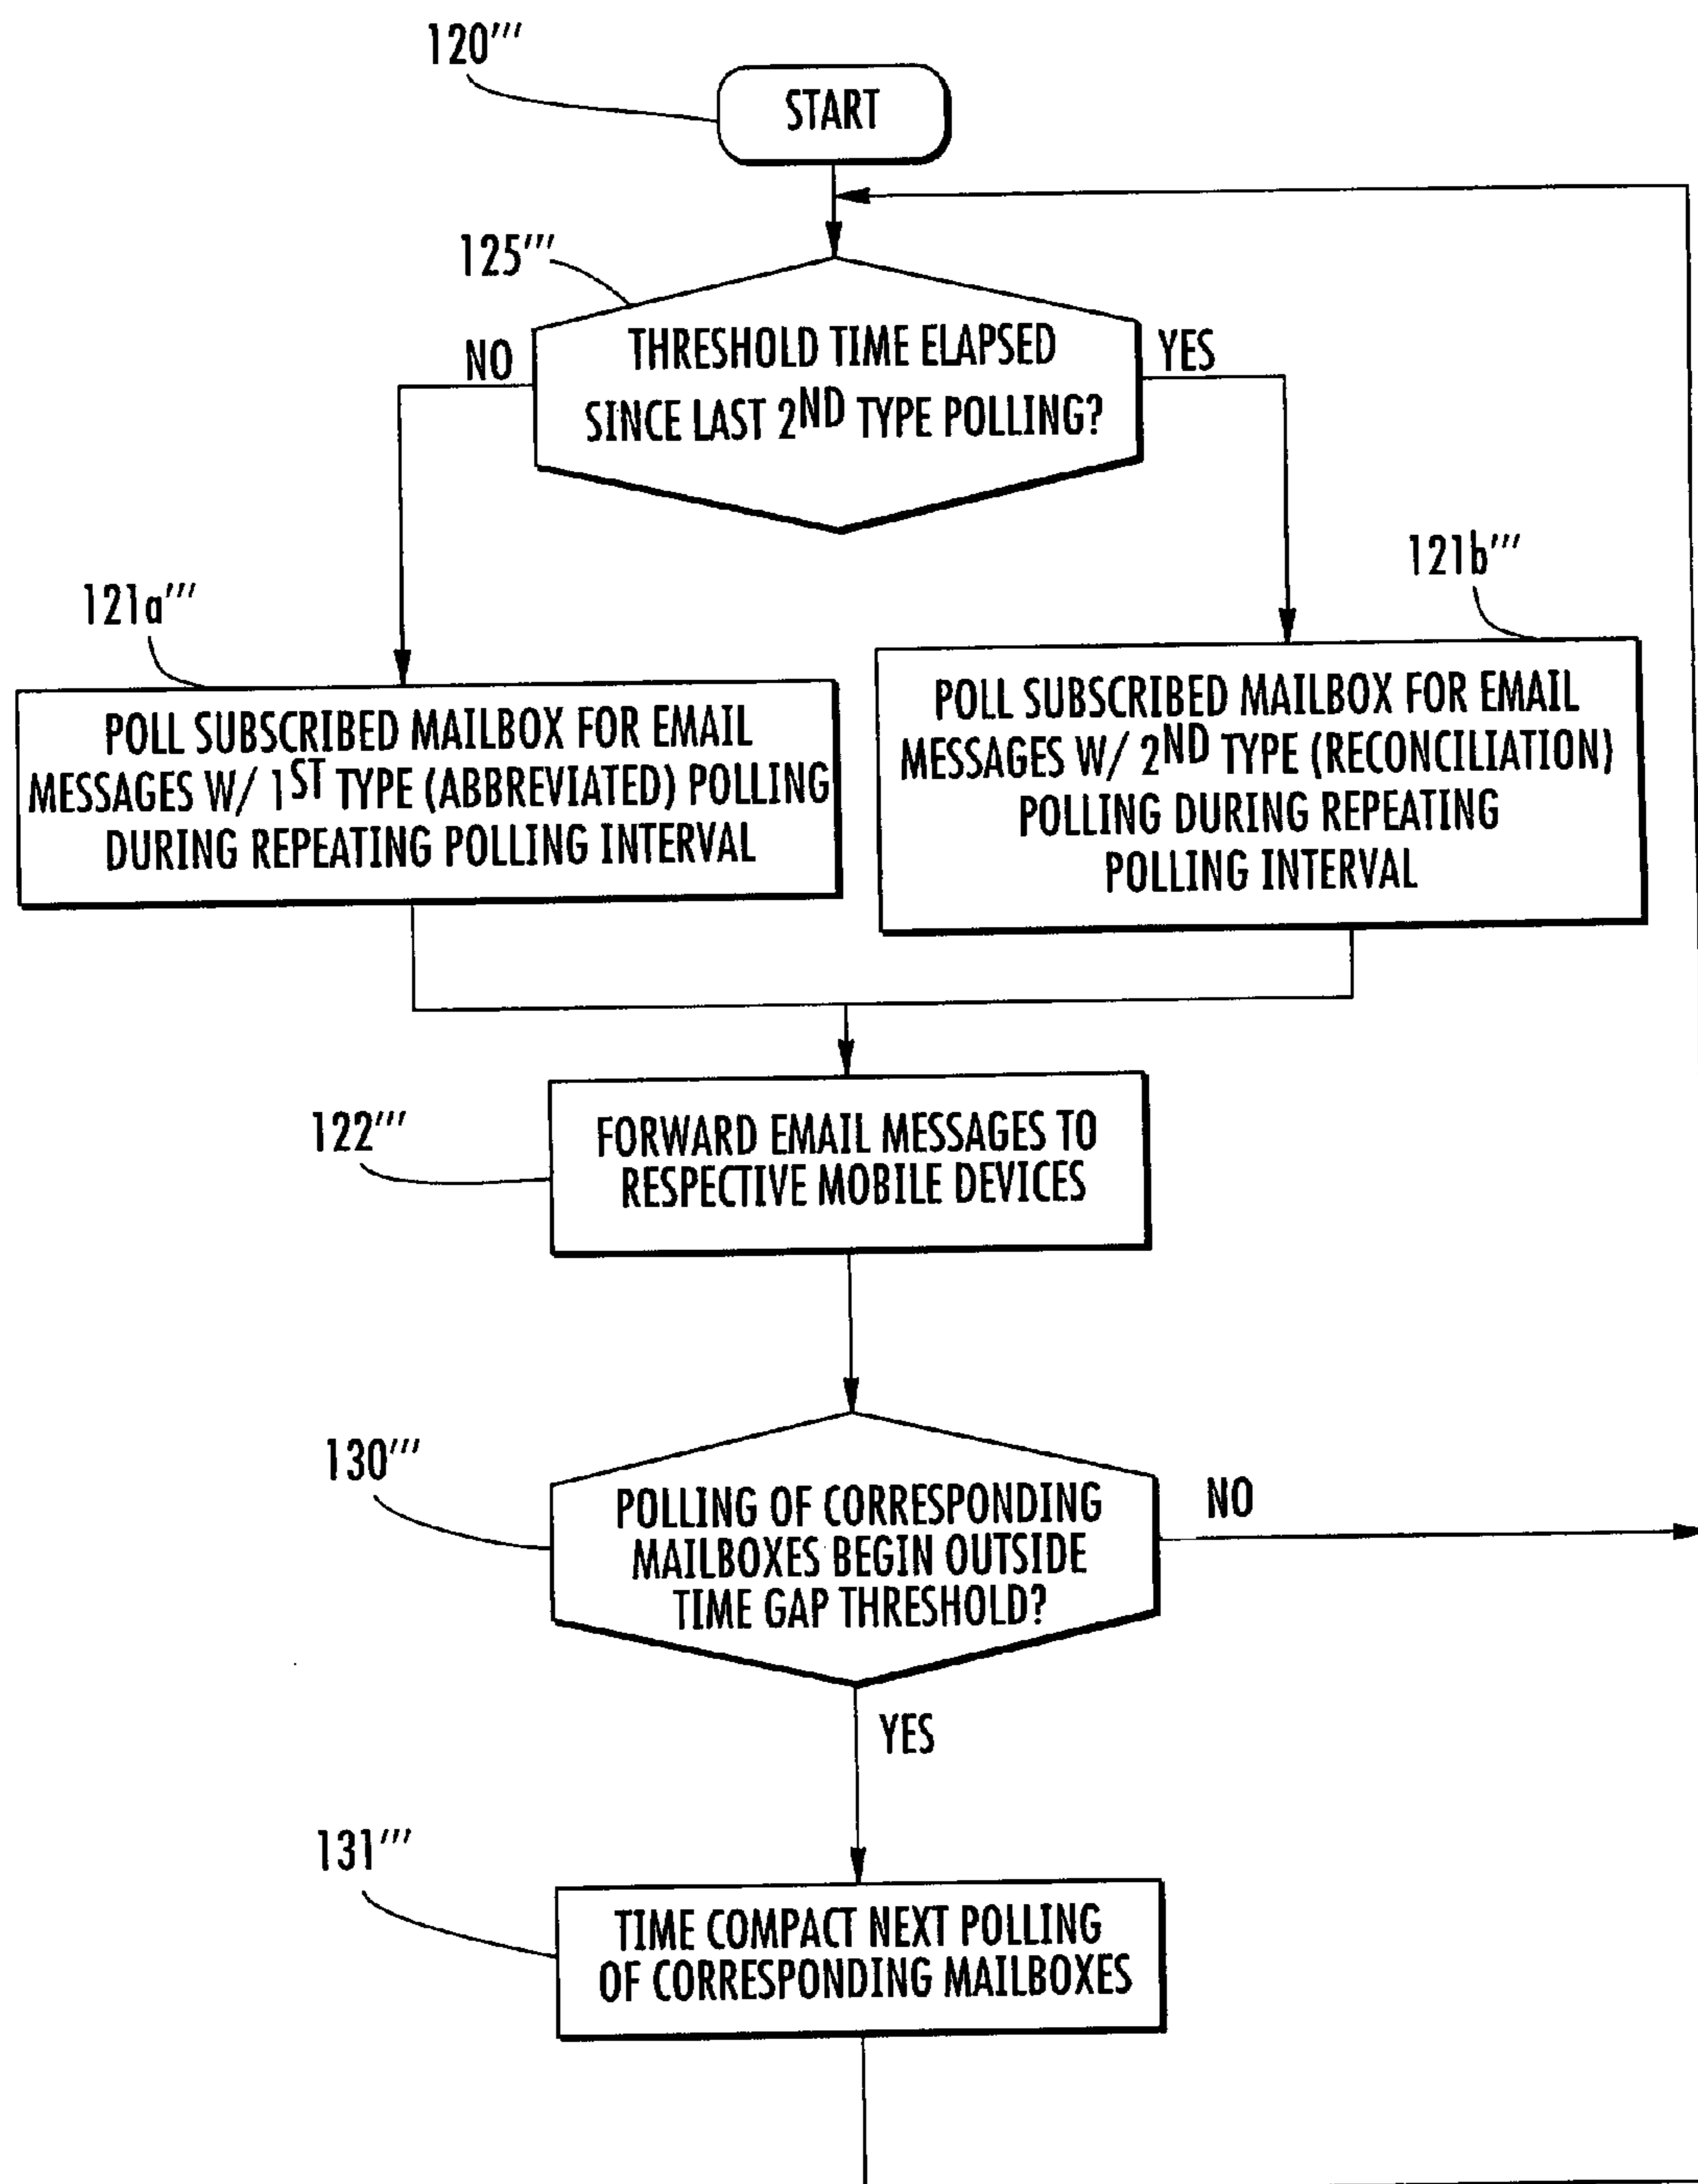 120'''
START
125'''
NO
THRESHOLD TIME ELAPSED
SINCE LAST 2ND TYPE POLLING?
YES
121a'''
121b'''
POLL SUBSCRIBED MAILBOX FOR EMAIL
MESSAGES W/ 1ST TYPE (ABBREVIATED) POLLING
DURING REPEATING POLLING INTERVAL
POLL SUBSCRIBED MAILBOX FOR EMAIL
MESSAGES W/ 2ND TYPE (RECONCILIATION)
POLLING DURING REPEATING
POLLING INTERVAL
122'''
FORWARD EMAIL MESSAGES TO
RESPECTIVE MOBILE DEVICES
130'''
POLLING OF CORRESPONDING
MAILBOXES BEGIN OUTSIDE
TIME GAP THRESHOLD?
NO
YES
131'''
TIME COMPACT NEXT POLLING
OF CORRESPONDING MAILBOXES